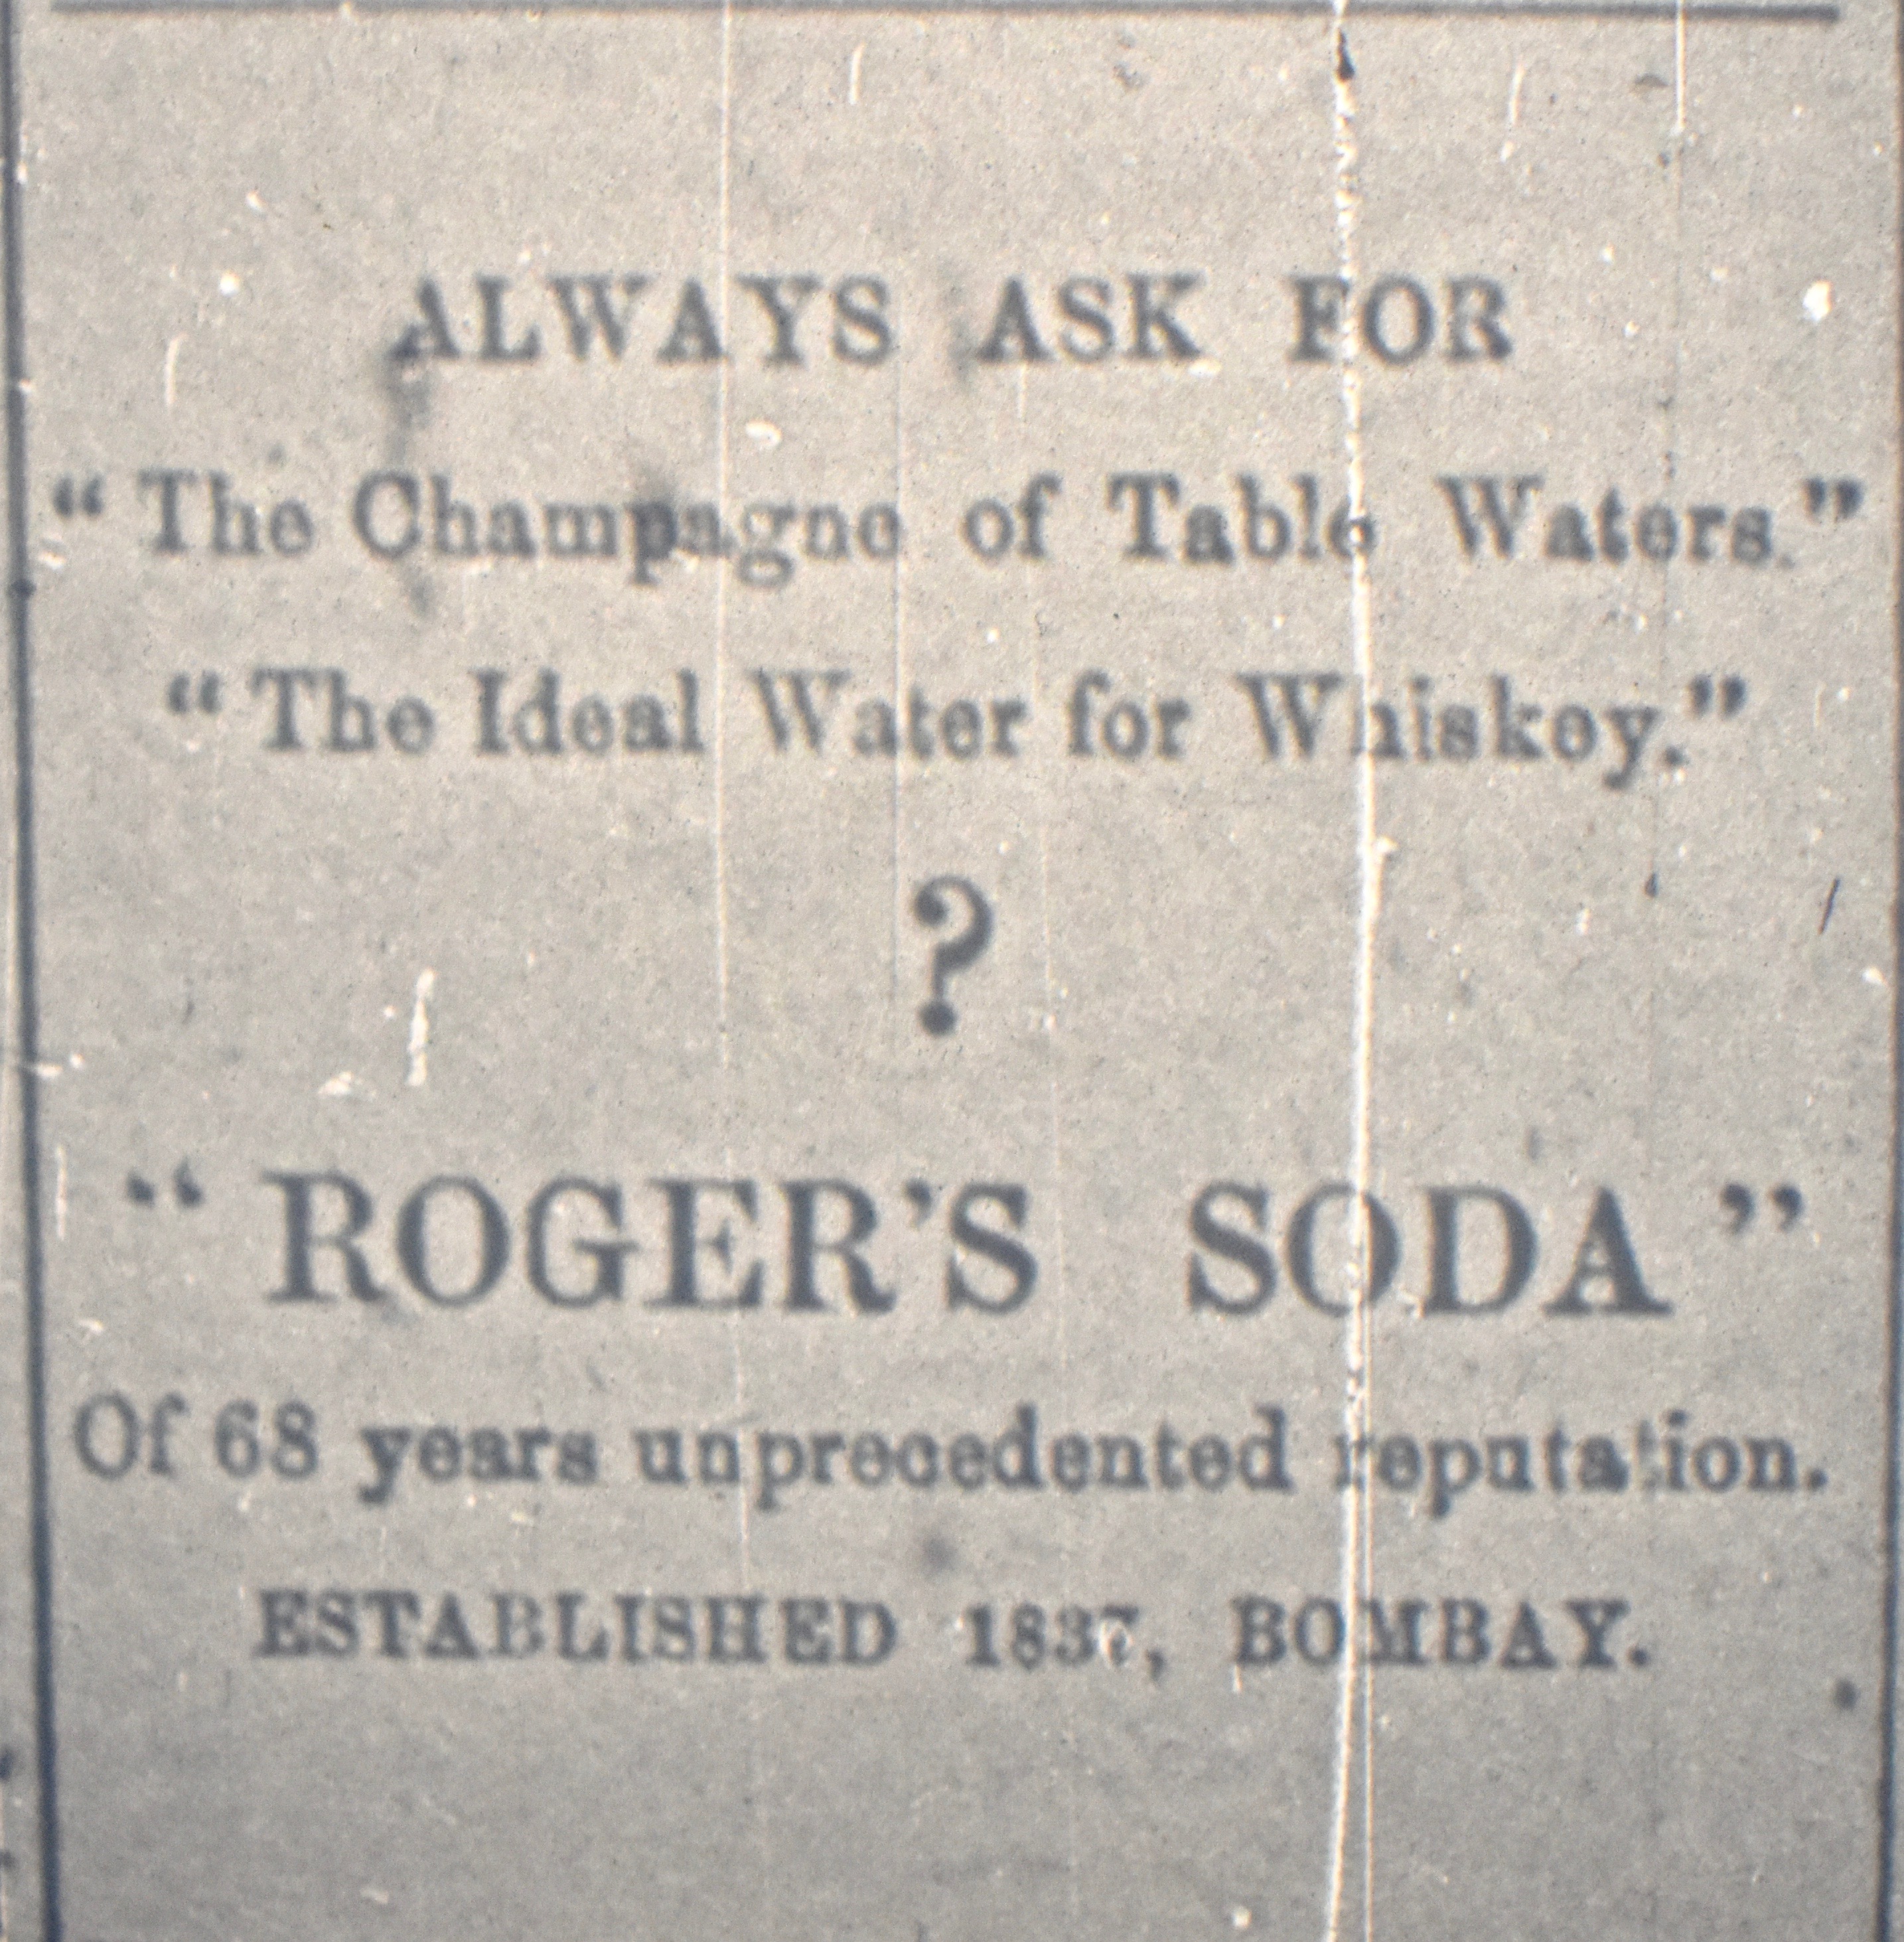 ALWAYS ASK FOR
“ The Champagne of Table Waters.”
“ The Ideal Water for Whiskey.”
?
“ ROGER’S SODA ”
Of 68 years unprecedented reputation.
ESTABLISHED 1837, BOMBAY.